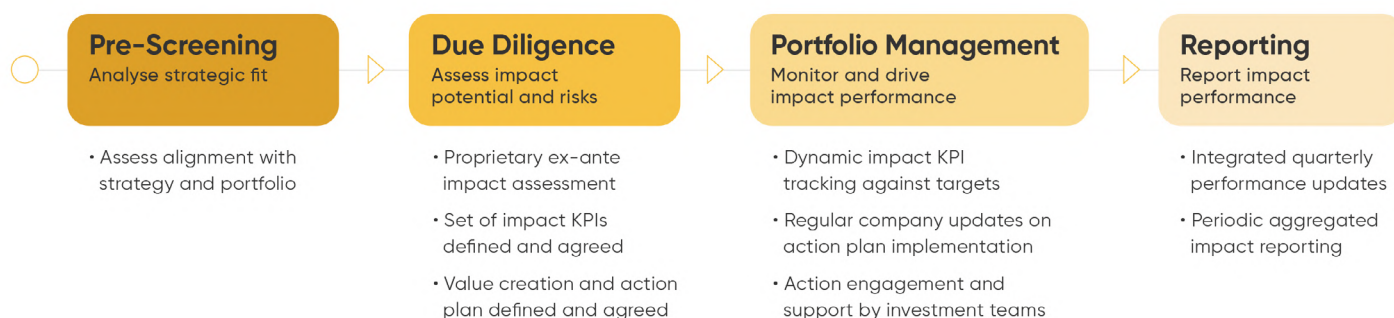 Pre-Screening
Analyse strategic fit
• Assess alignment with
strategy and portfolio
Due Diligence
Assess impact
potential and risks
• Proprietary ex-ante
impact assessment
• Set of impact KPIs
defined and agreed
• Value creation and action
plan defined and agreed
Portfolio Management
Monitor and drive
impact performance
• Dynamic impact KPI
tracking against targets
• Regular company updates on
action plan implementation
• Action engagement and
support by investment teams
Reporting
Report impact
performance
• Integrated quarterly
performance updates
• Periodic aggregated
impact reporting